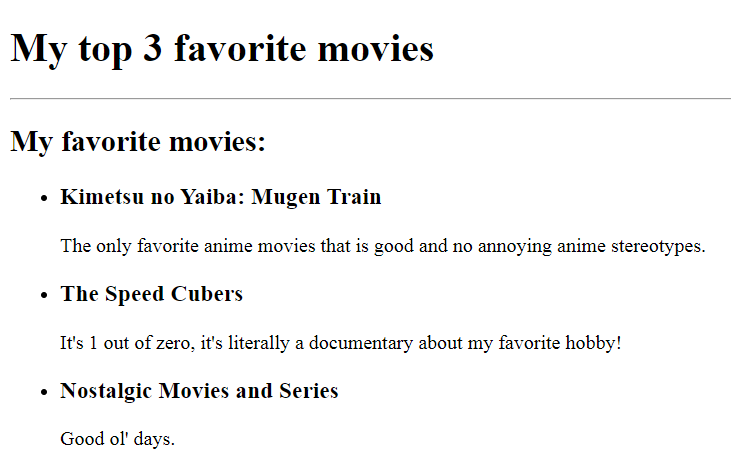 My top 3 favorite movies
My favorite movies:
Kimetsu no Yaiba: Mugen Train
The only favorite anime movies that is good and no annoying anime stereotypes.
The Speed Cubers
It's 1 out of zero, it's literally a documentary about my favorite hobby!
Nostalgic Movies and Series
Good ol' days.